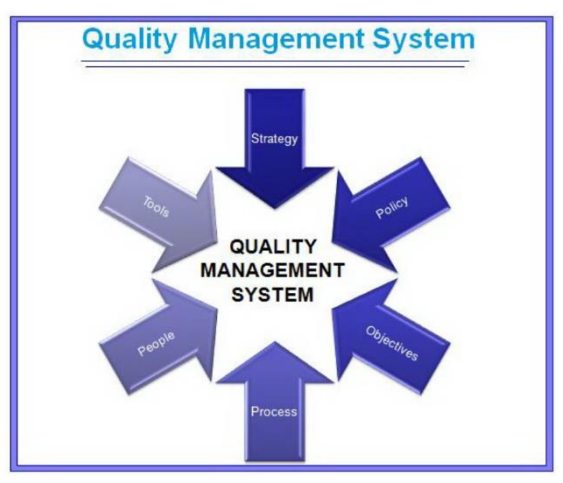 Quality Management System
Strategy
Policy
Objectives
Process
People
Tools
QUALITY
MANAGEMENT
SYSTEM